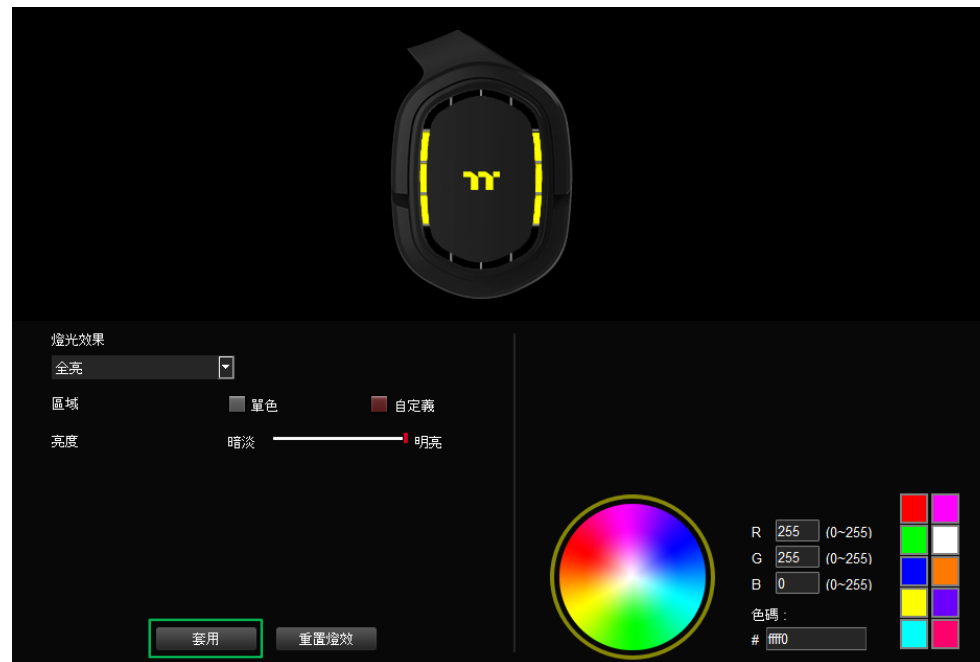 燈光效果
全亮
區域 單色 自定義
亮度 暗淡 明亮
R 255 (0~255)
G 255 (0~255)
B 0 (0~255)
色碼 :
# ffff0
套用 重置燈效